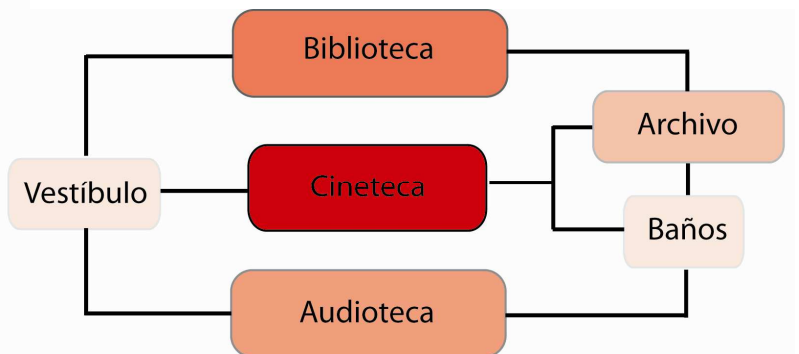 Biblioteca
Archivo
Cineteca
Vestíbulo
Baños
Audioteca